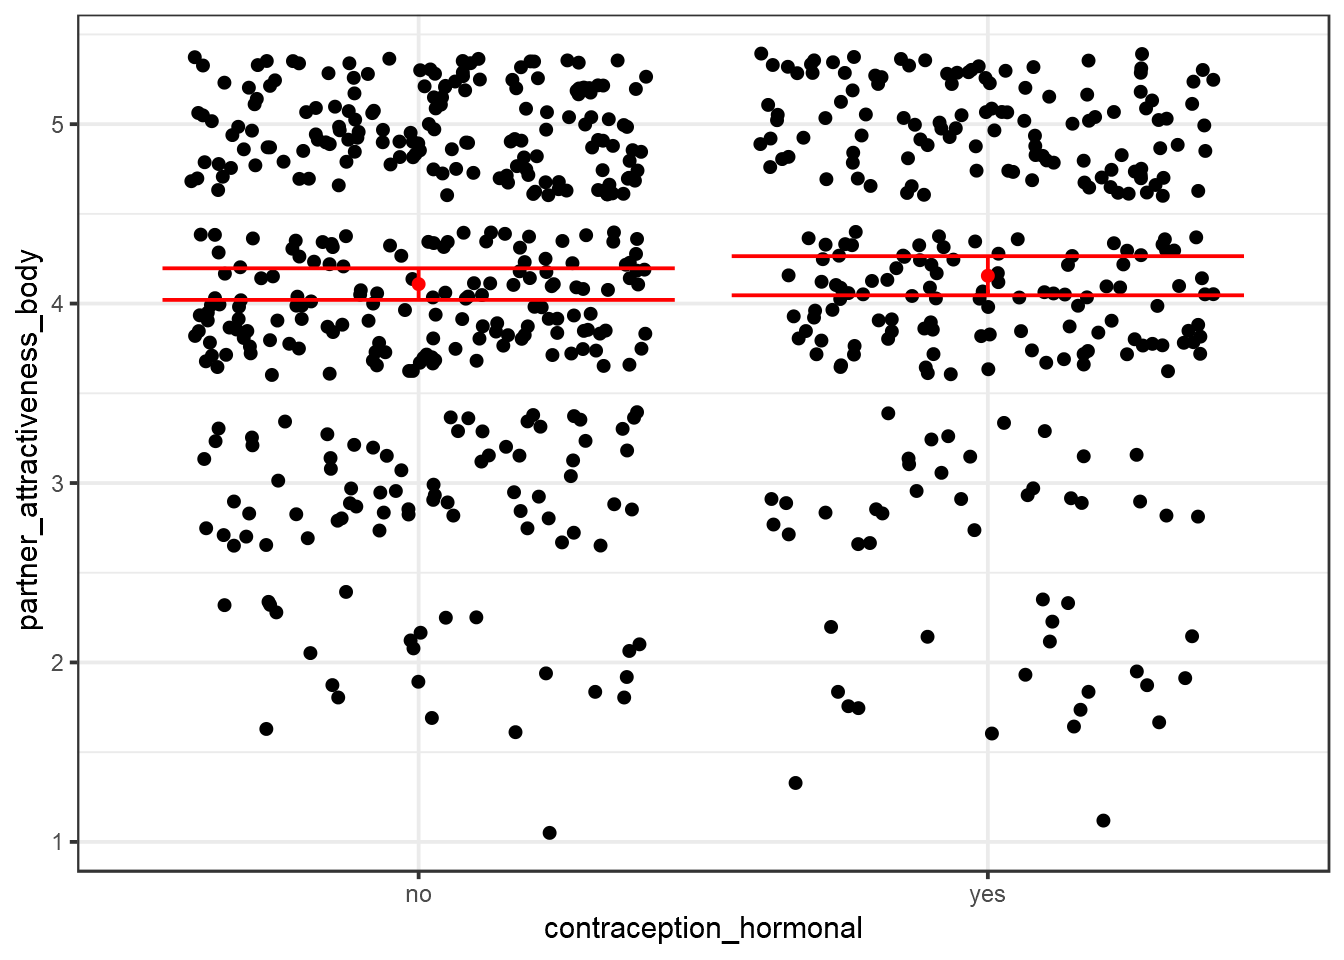 partner_attractiveness_body
5
4
3
2
1
no yes
contraception_hormonal